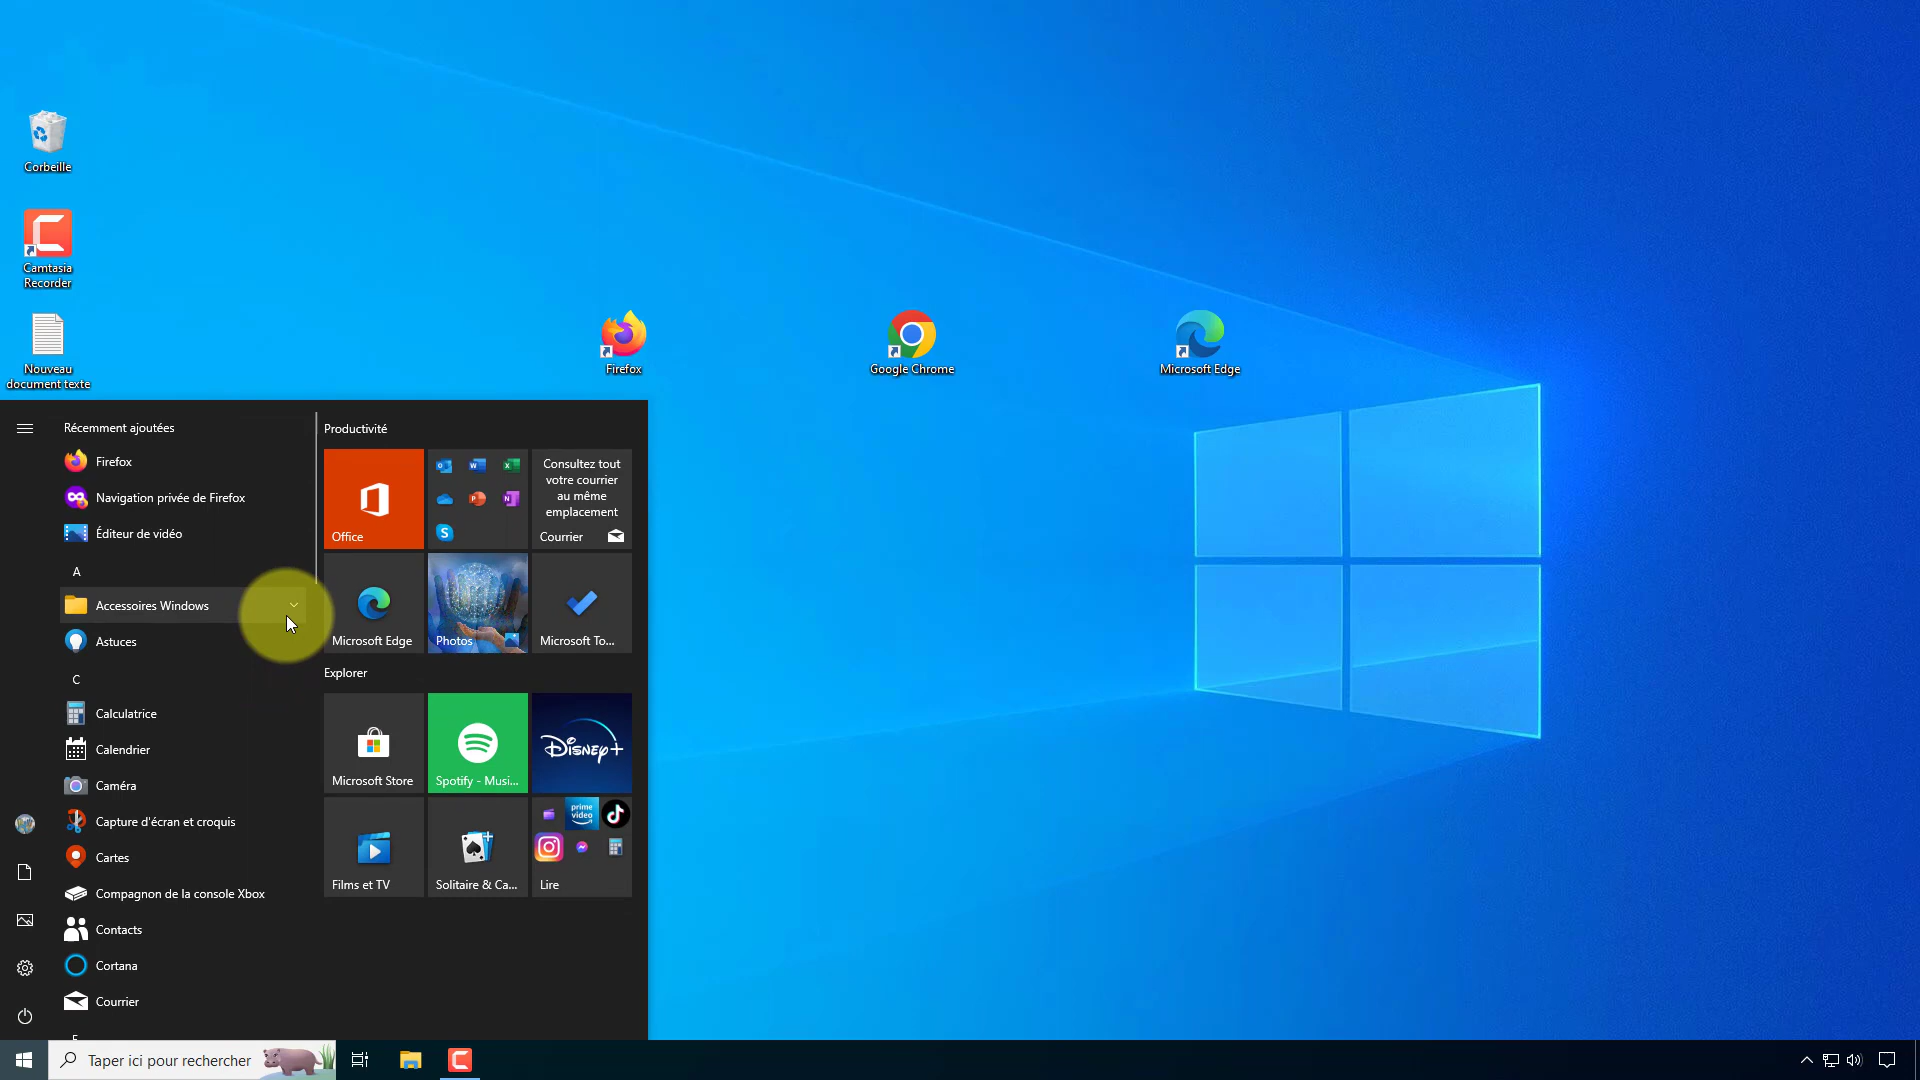 Corbeille
Camtasia
Recorder
Nouveau
document texte
Firefox
Google Chrome
Microsoft Edge
Récemment ajoutées
Firefox
Navigation privée de Firefox
Éditeur de vidéo
A
Accessoires Windows
Astuces
C
Calculatrice
Calendrier
Caméra
Capture d'écran et croquis
Cartes
Compagnon de la console Xbox
Contacts
Cortana
Courrier
Productivité
Office
Consultez tout
votre courrier
au même
emplacement
Courrier
Microsoft Edge
Photos
Microsoft To...
Explorer
Microsoft Store
Spotify - Musi...
Disney+
Films et TV
Solitaire & Ca...
prime
video
Lire
Taper ici pour rechercher